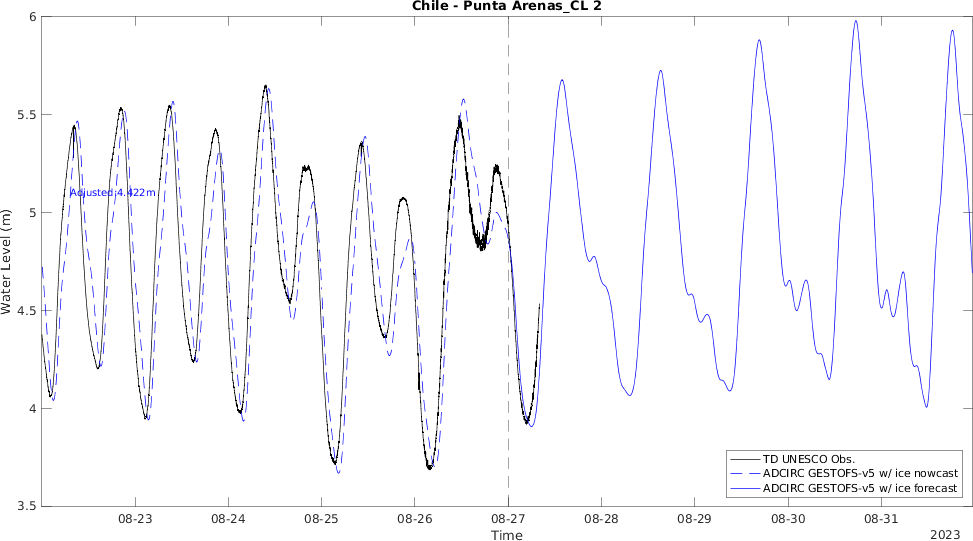 Chile - Punta Arenas_CL 2
Water Level (m)
6
5.5
5
4.5
4
3.5
Adjusted:4.422m
TD UNESCO Obs.
ADCIRC GESTOFS-v5 w/ ice nowcast
ADCIRC GESTOFS-v5 w/ ice forecast
08-23 08-24 08-25 08-26 08-27 08-28 08-29 08-30 08-31
Time
2023